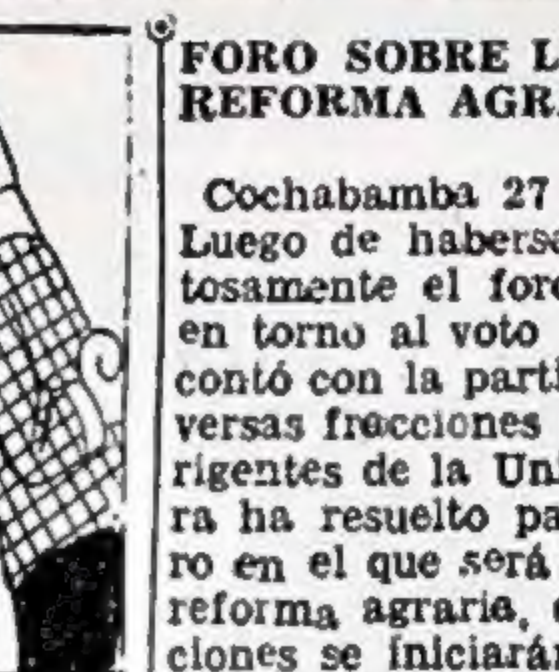 FORO SOBRE L
REFORMA AGR
Cochabamba 27
Luego de habers
tosamente el for
en torno al voto
contó con la parti
versas fracciones
rigentes de la Uni
ra ha resuelto pa
ro en el que será
reforma agraria,
ciones se iniciará